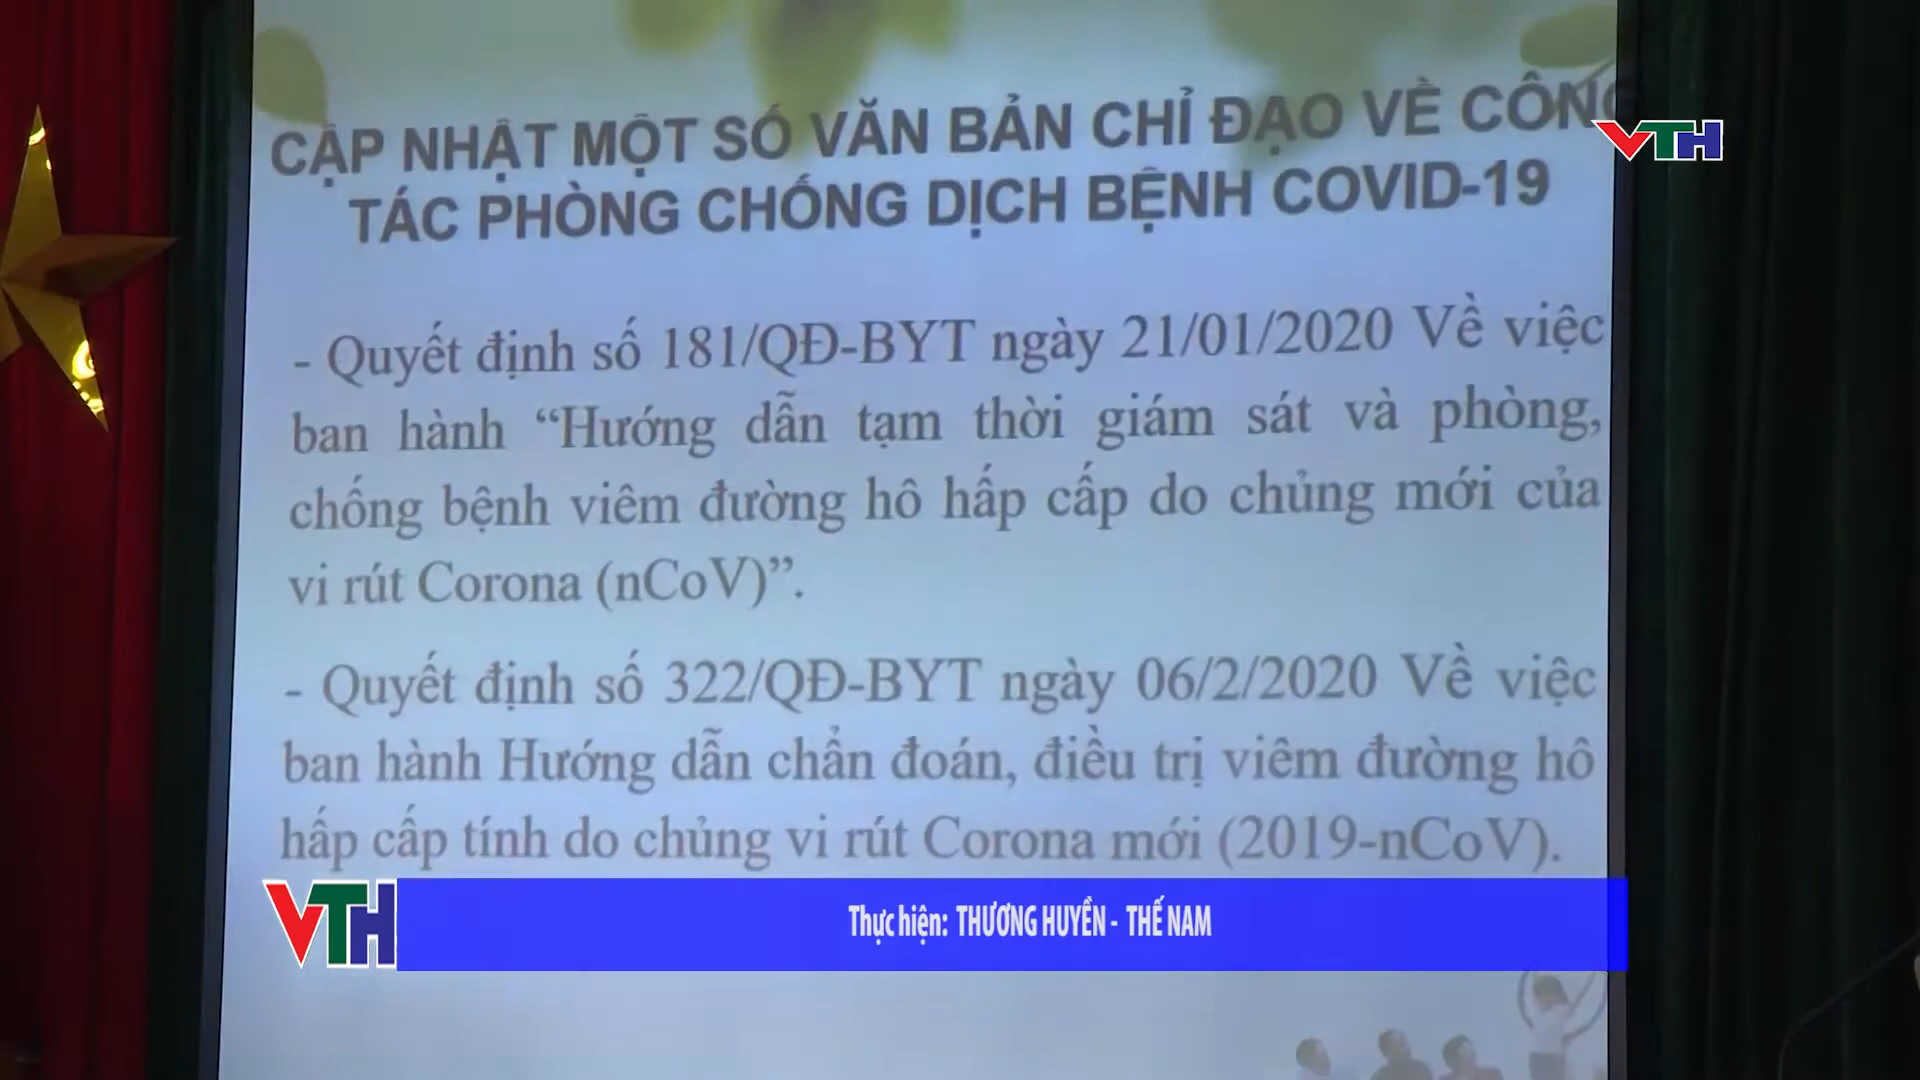 CẬP NHẬT MỘT SỐ VĂN BẢN CHỈ ĐẠO VỀ CÔNG
VTH
TÁC PHÒNG CHỐNG DỊCH BỆNH COVID-19
- Quyết định số 181/QĐ-BYT ngày 21/01/2020 Về việc
ban hành “Hướng dẫn tạm thời giám sát và phòng,
chống bệnh viêm đường hô hấp cấp do chủng mới của
vi rút Corona (nCoV)”.
- Quyết định số 322/QĐ-BYT ngày 06/2/2020 Về việc
ban hành Hướng dẫn chẩn đoán, điều trị viêm đường hô
hấp cấp tính do chủng vi rút Corona mới (2019-nCoV).
VTH
Thực hiện: THƯƠNG HUYỀN - THẾ NAM